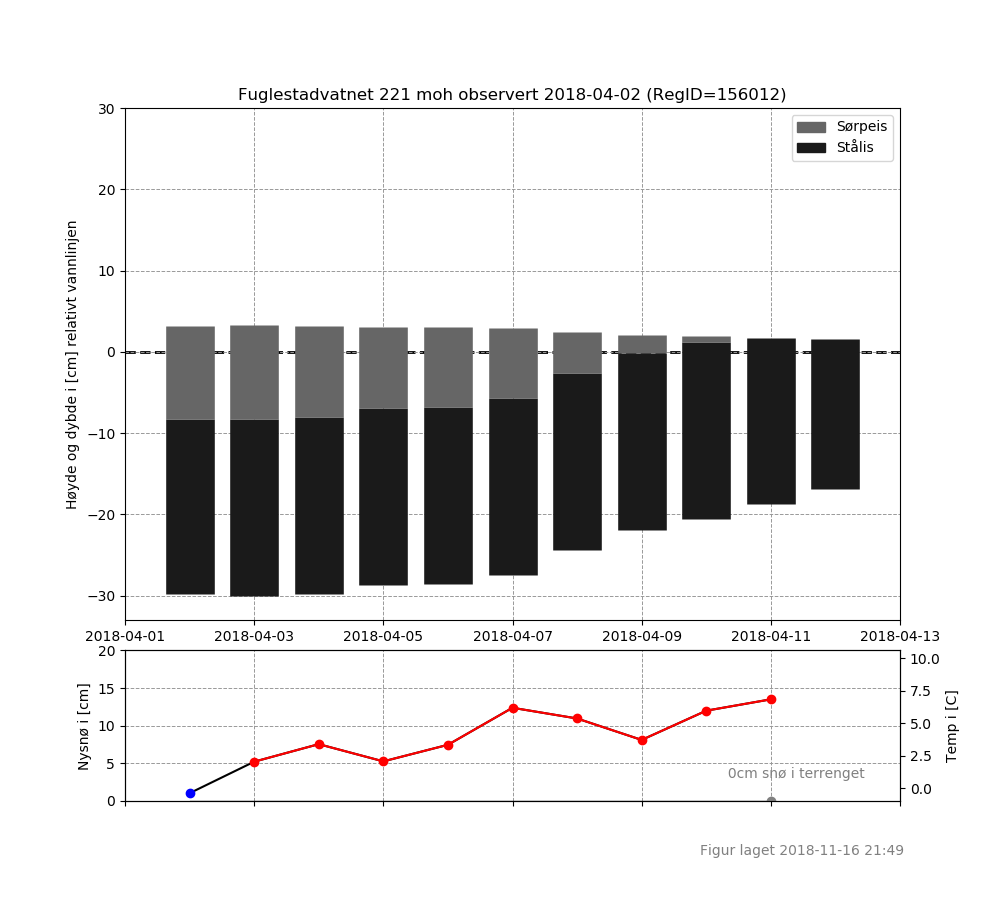 Fuglestadvatnet 221 moh observert 2018-04-02 (RegID=156012)
Sørpeis
Stålis
Høyde og dybde i [cm] relativt vannlinjen
30
20
10
0
−10
−20
−30
2018-04-01 2018-04-03 2018-04-05 2018-04-07 2018-04-09 2018-04-11 2018-04-13
Nysnø i [cm]
20
15
10
5
0
10.0
7.5
5.0
2.5
0.0
Temp i [C]
0cm snø i terrenget
Figur laget 2018-11-16 21:49